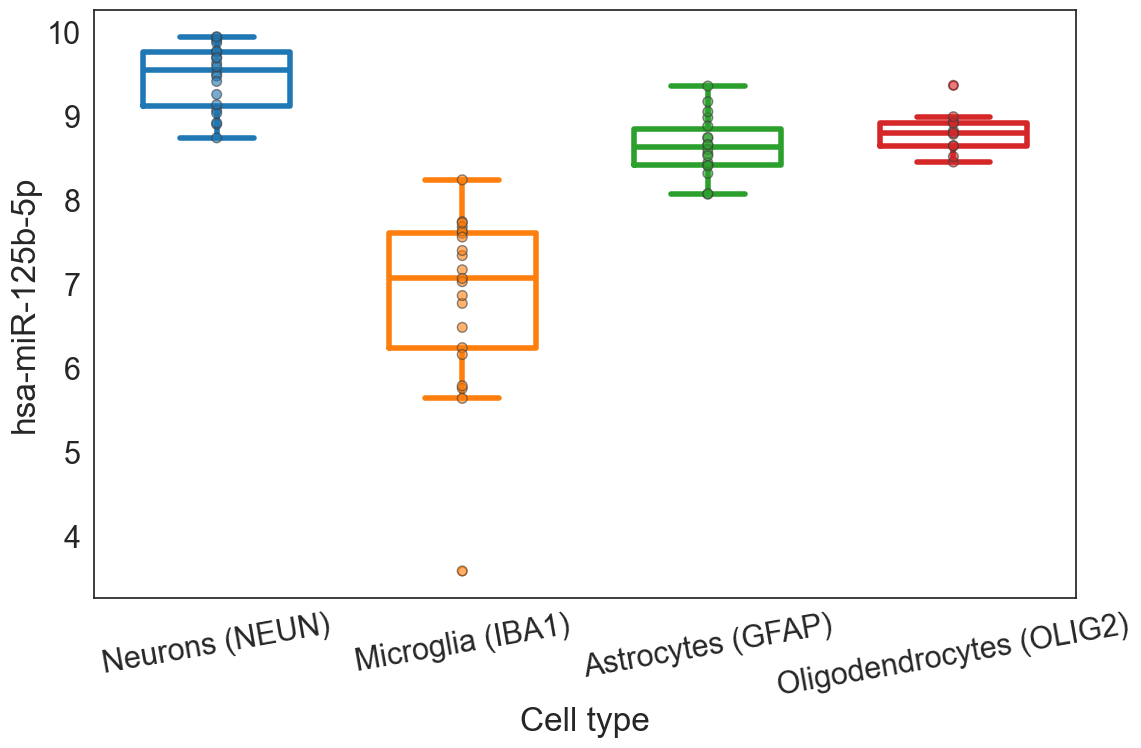 10
9
8
7
6
5
4
hsa-miR-125b-5p
Neurons (NEUN)
Microglia (IBA1)
Astrocytes (GFAP)
Oligodendrocytes (OLIG2)
Cell type